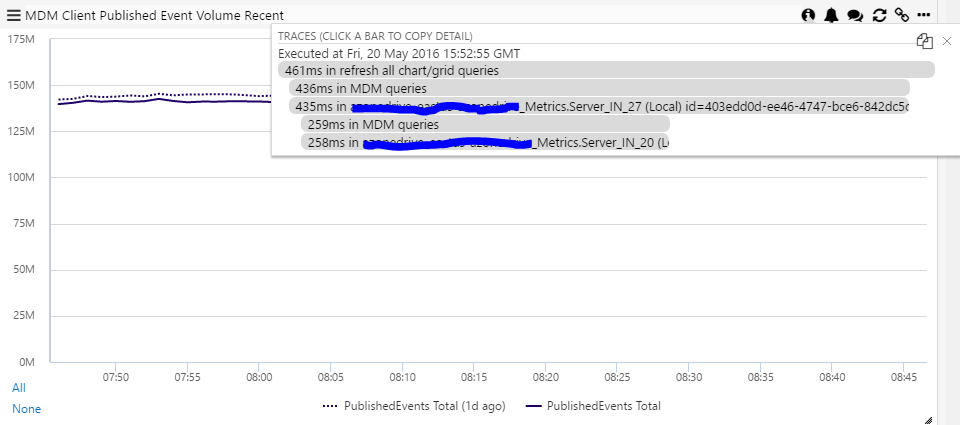 MDM Client Published Event Volume Recent
TRACES (CLICK A BAR TO COPY DETAIL)
Executed at Fri, 20 May 2016 15:52:55 GMT
461ms in refresh all chart/grid queries
436ms in MDM queries
435ms in _Metrics.Server_IN_27 (Local) id=403edd0d-ee46-4747-bce6-842dc5c
259ms in MDM queries
258ms in _Metrics.Server_IN_20 (L
175M
150M
125M
100M
75M
50M
25M
0M
07:50 07:55 08:00 08:05 08:10 08:15 08:20 08:25 08:30 08:35 08:40 08:45
All
None
PublishedEvents Total (1d ago) PublishedEvents Total